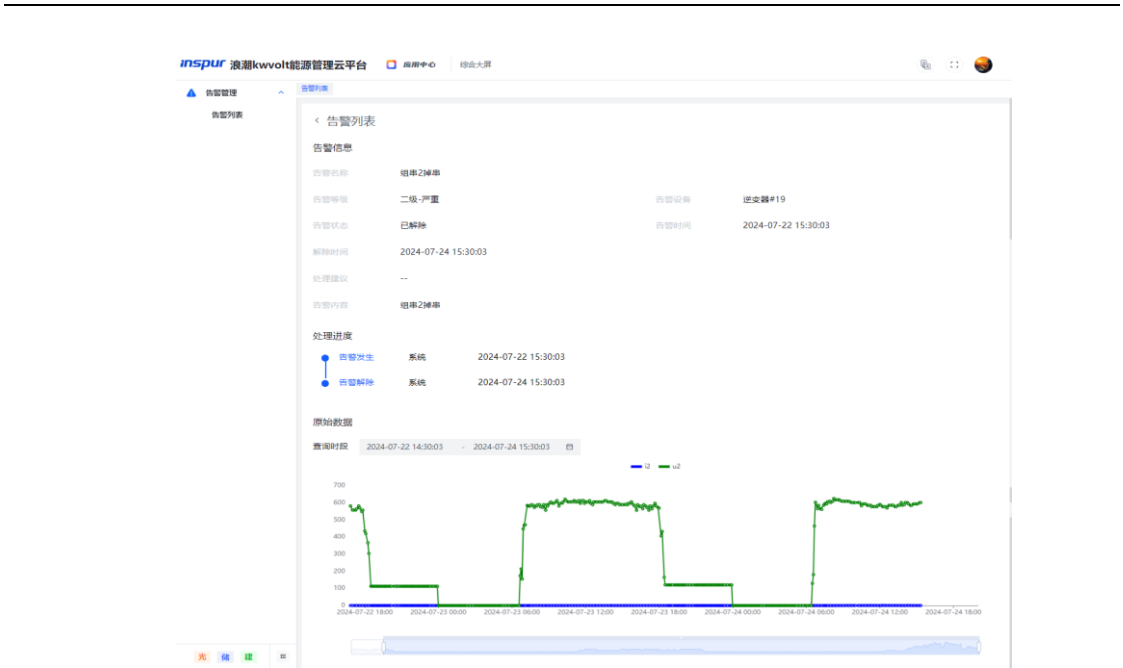 inspur 浪潮kwvolt能源管理云平台 应用中心 综合大屏
告警管理
告警列表
告警列表
告警列表
告警信息
告警名称 组串2掉串
告警等级 二级-严重 告警设备 逆变器#19
告警状态 已解除 告警时间 2024-07-22 15:30:03
解除时间 2024-07-24 15:30:03
处理建议 --
告警内容 组串2掉串
处理进度
告警发生 系统 2024-07-22 15:30:03
告警解除 系统 2024-07-24 15:30:03
原始数据
查询时段 2024-07-22 14:30:03 - 2024-07-24 15:30:03
i2 u2
700
600
500
400
300
200
100
0
2024-07-22 18:00 2024-07-23 00:00 2024-07-23 06:00 2024-07-23 12:00 2024-07-23 18:00 2024-07-24 00:00 2024-07-24 06:00 2024-07-24 12:00 2024-07-24 18:00
光 储 建